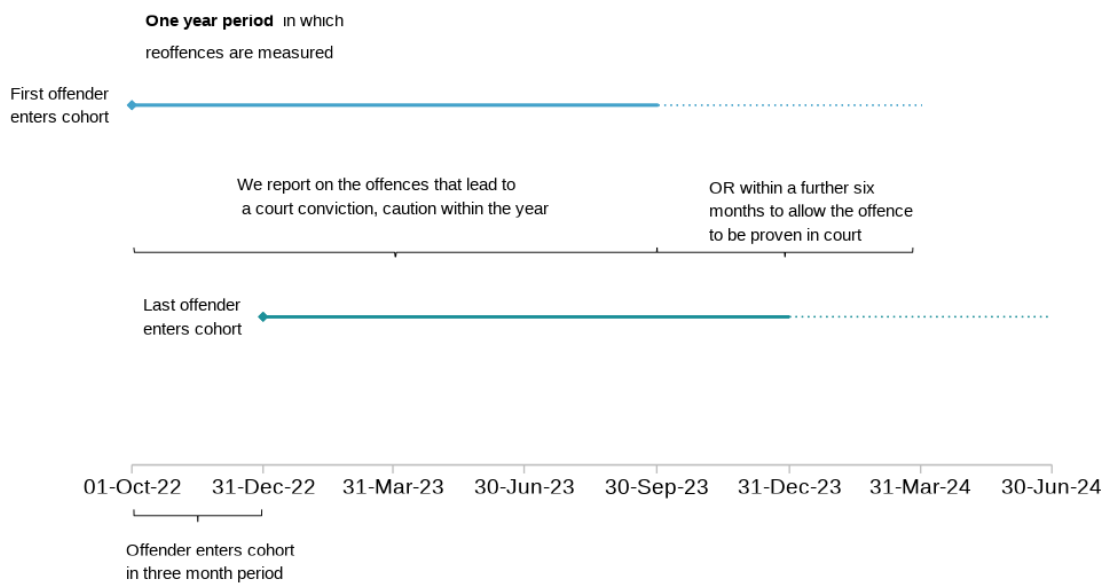 One year period in which
reoffences are measured
First offender
enters cohort
We report on the offences that lead to
a court conviction, caution within the year
OR within a further six
months to allow the offence
to be proven in court
Last offender
enters cohort
01-Oct-22 31-Dec-22 31-Mar-23 30-Jun-23 30-Sep-23 31-Dec-23 31-Mar-24 30-Jun-24
Offender enters cohort
in three month period